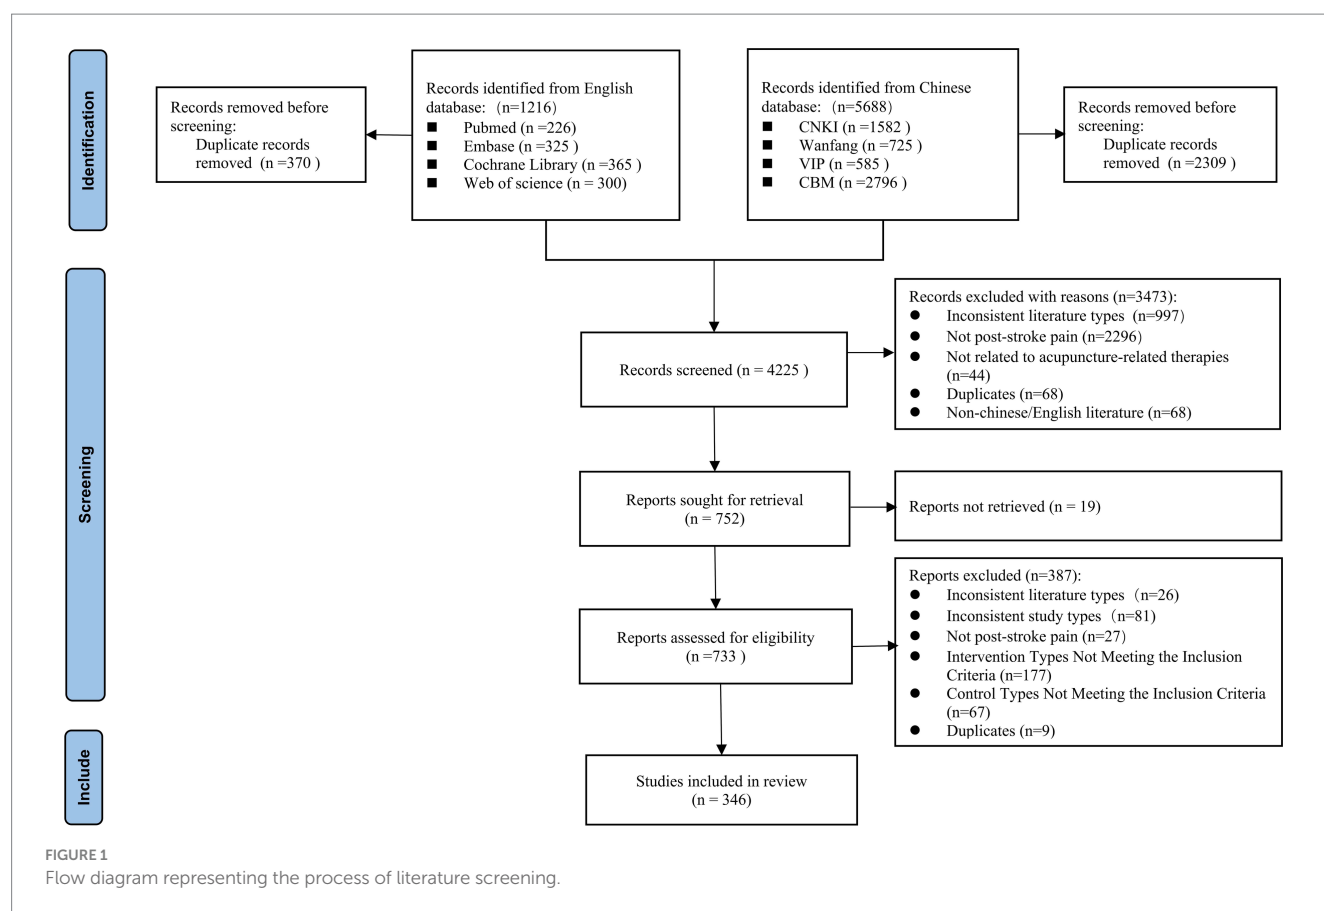 Identification
Records removed before
screening:
Duplicate records
removed (n =370 )
Records identified from English
database: (n=1216)
■ Pubmed (n =226)
■ Embase (n =325 )
■ Cochrane Library (n =365 )
■ Web of science (n = 300)
Records identified from Chinese
database: (n=5688)
■ CNKI (n =1582 )
■ Wanfang (n =725 )
■ VIP (n =585 )
■ CBM (n =2796 )
Records removed before
screening:
Duplicate records
removed (n =2309 )
Screening
Records screened (n = 4225 )
Records excluded with reasons (n=3473):
● Inconsistent literature types (n=997)
● Not post-stroke pain (n=2296)
● Not related to acupuncture-related therapies
(n=44)
● Duplicates (n=68)
● Non-chinese/English literature (n=68)
Reports sought for retrieval
(n = 752)
Reports not retrieved (n = 19)
Reports assessed for eligibility
(n =733 )
Reports excluded (n=387):
● Inconsistent literature types (n=26)
● Inconsistent study types (n=81)
● Not post-stroke pain (n=27)
● Intervention Types Not Meeting the Inclusion
Criteria (n=177)
● Control Types Not Meeting the Inclusion Criteria
(n=67)
● Duplicates (n=9)
Include
Studies included in review
(n = 346)
FIGURE 1
Flow diagram representing the process of literature screening.